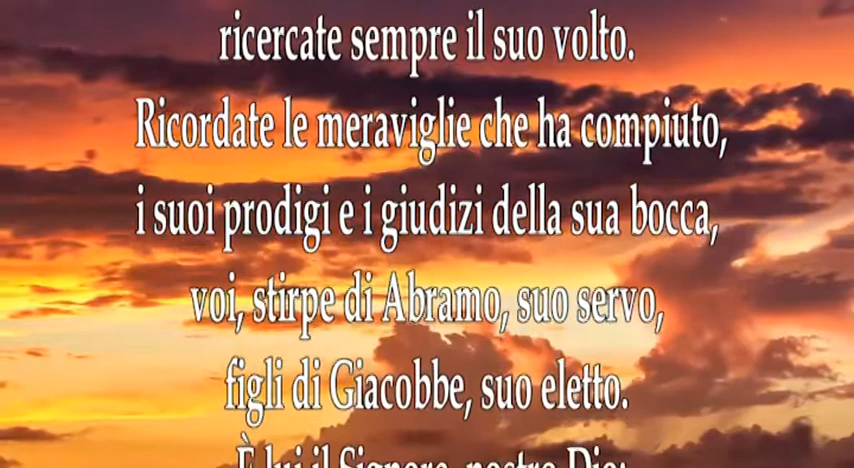 ricercate sempre il suo volto.
Ricordate le meraviglie che ha compiuto,
i suoi prodigi e i giudizi della sua bocca,
voi, stirpe di Abramo, suo servo,
figli di Giacobbe, suo eletto.
È lui il Signore, nostro Dio: